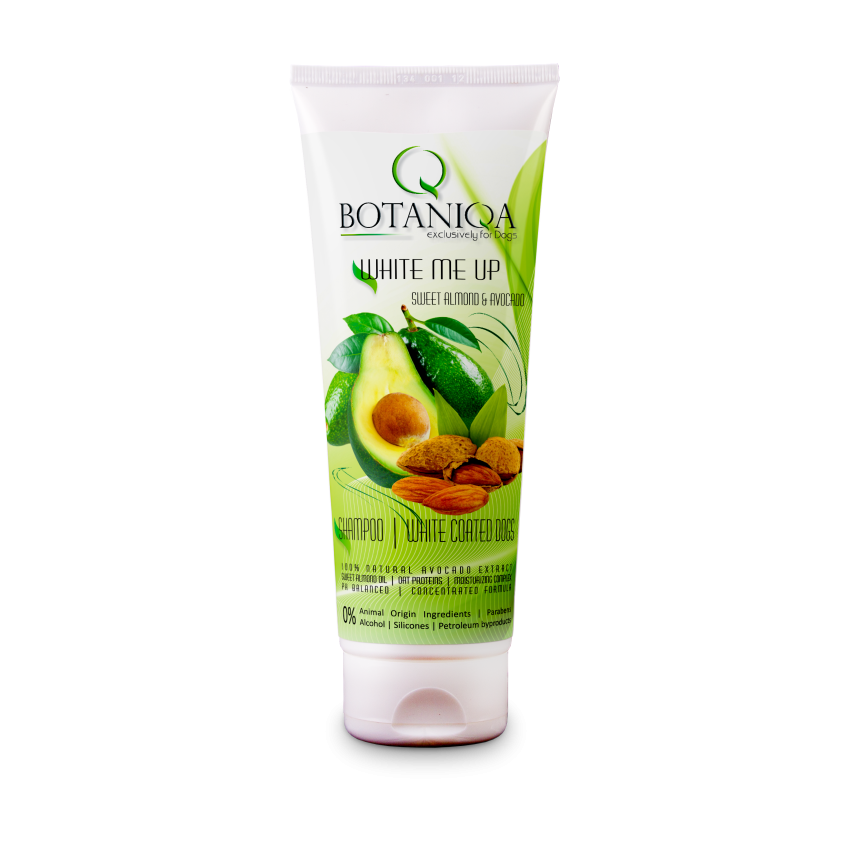 BOTANIQA
exclusively for Dogs
WHITE ME UP
SWEET ALMOND & AVOCADO
SHAMPOO | WHITE COATED DOGS
100% NATURAL AVOCADO EXTRACT
SWEET ALMOND OIL | OAT PROTEINS | MOISTURIZING COMPLEX
PH BALANCED | CONCENTRATED FORMULA
0% Animal Origin Ingredients | Parabens
Alcohol | Silicones | Petroleum byproducts